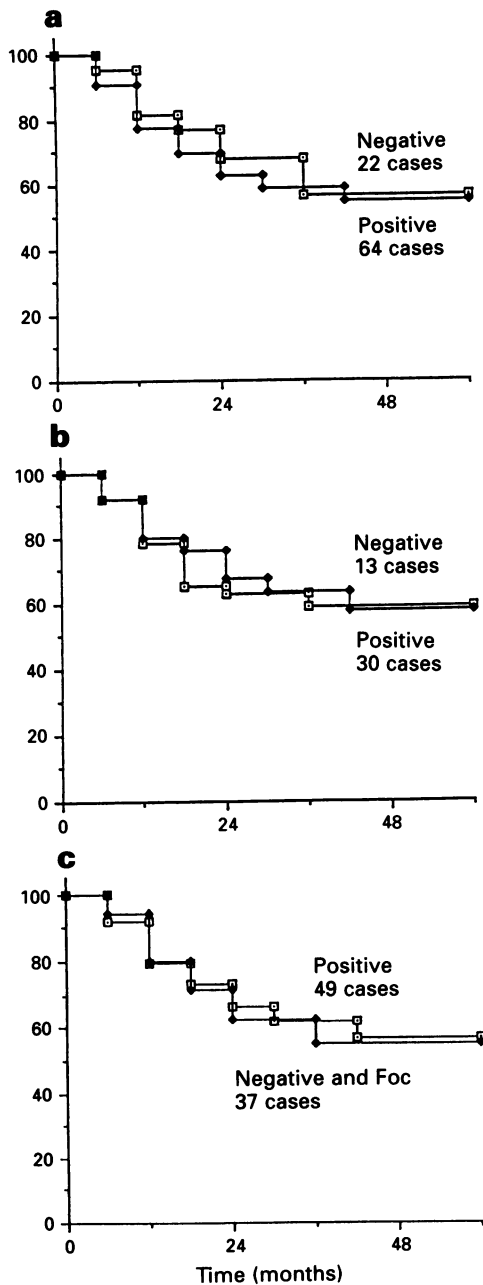 a
100
80
60
40
20
0
Negative
22 cases
Positive
64 cases
0 24 48
b
100
80
60
40
20
0
Negative
13 cases
Positive
30 cases
0 24 48
c
100
80
60
40
20
0
Positive
49 cases
Negative and Foc
37 cases
0 24 48
Time (months)